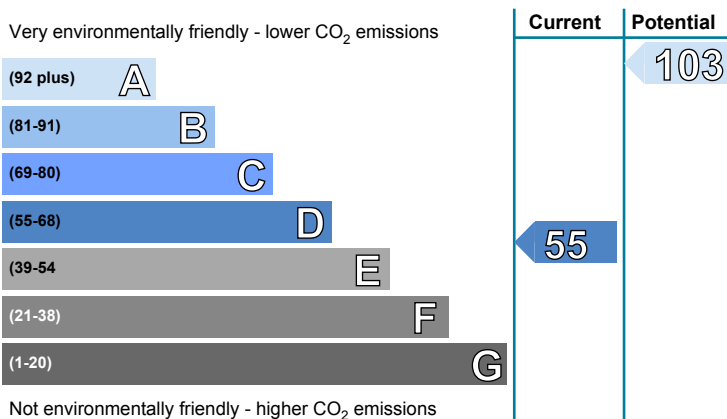 Current Potential
Very environmentally friendly - lower CO2 emissions
103
(92 plus) A
(81-91) B
(69-80) C
(55-68) D
55
(39-54 E
(21-38) F
(1-20) G
Not environmentally friendly - higher CO2 emissions